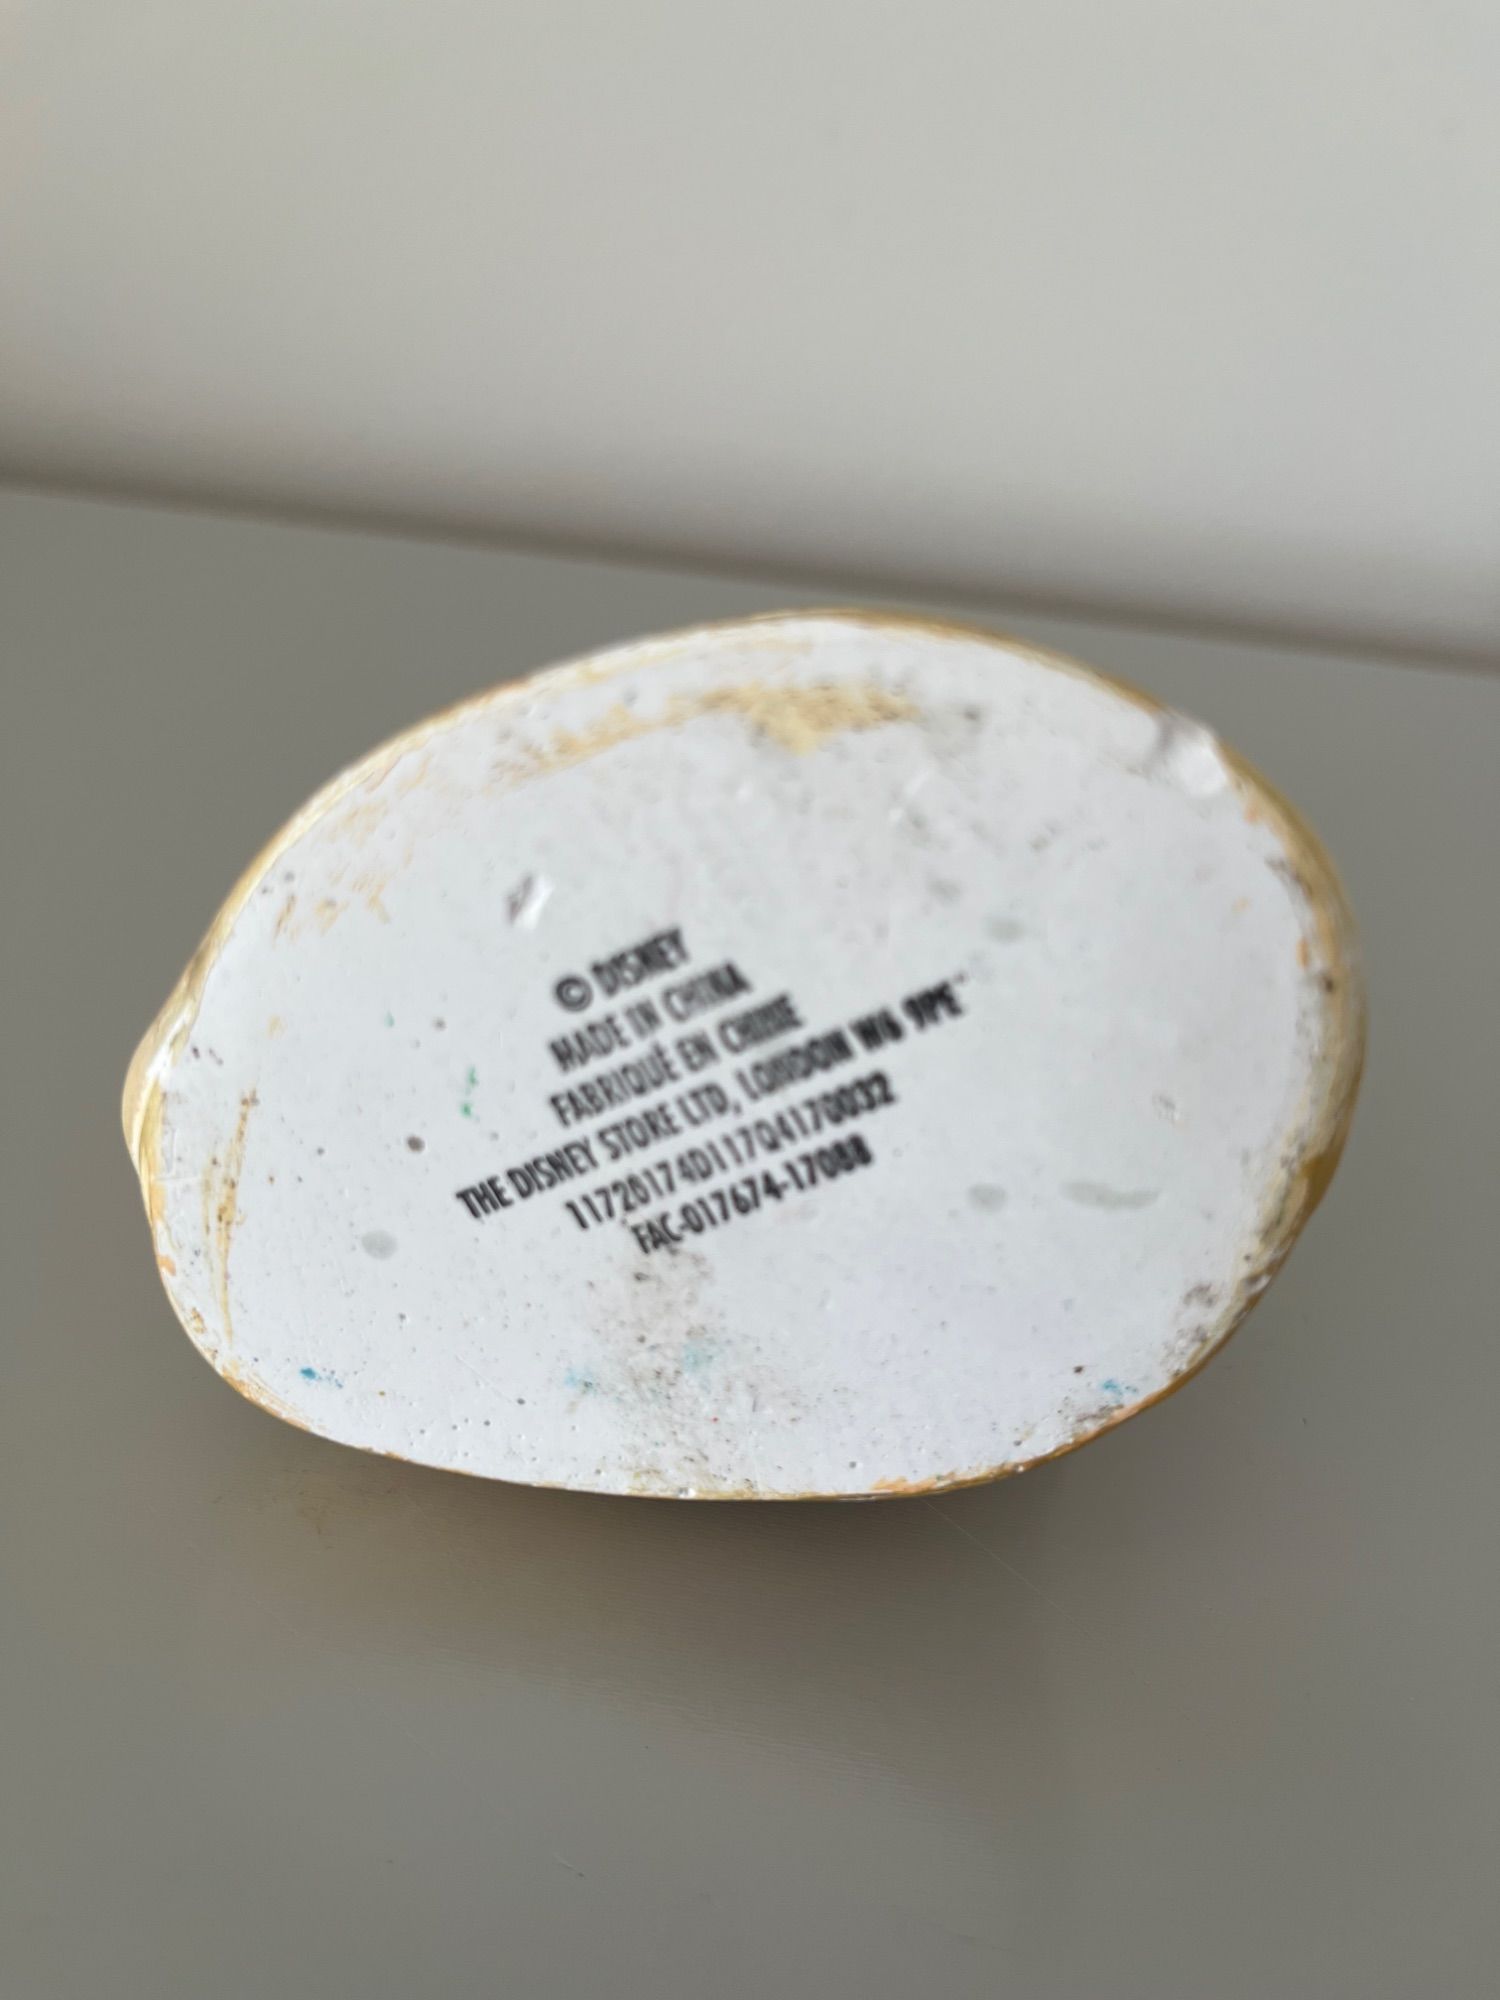 © DISNEY
MADE IN CHINA
FABRIQUÉ EN CHINE
THE DISNEY STORE LTD, LONDON W6 9PE
11720174D117Q4170032
FAC-017674-17088